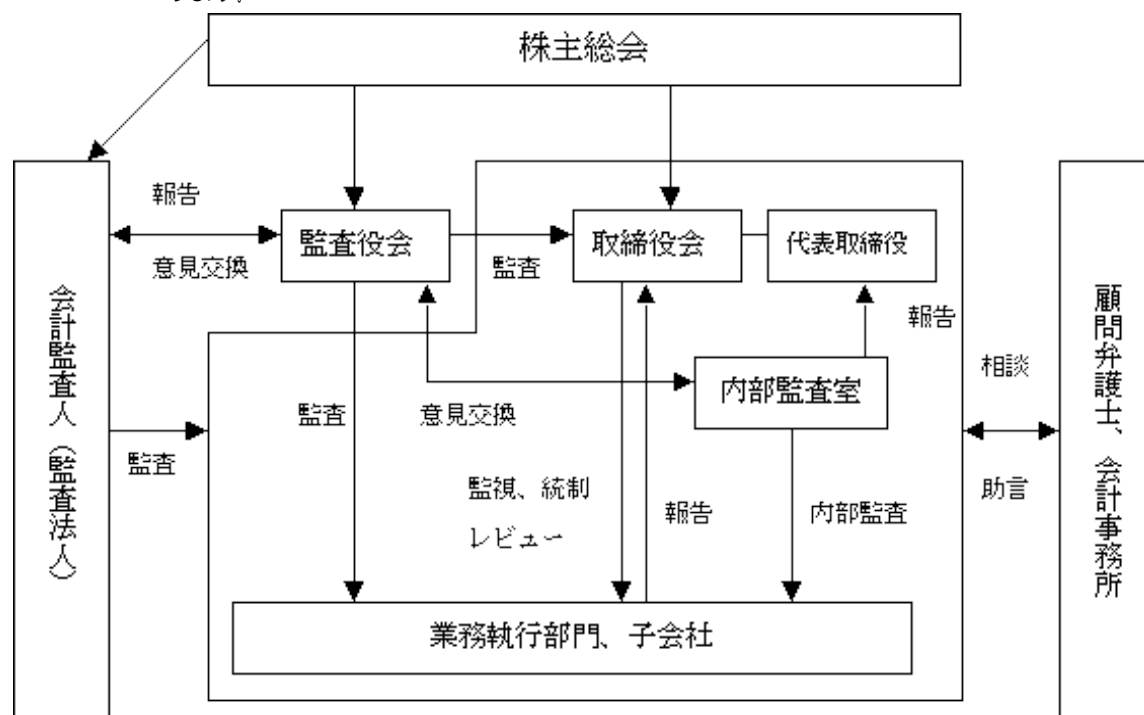 株主総会
報告
監査役会
取締役会
代表取締役
意見交換
監査
報告
会計監査人（監査法人）
顧問弁護士、会計事務所
相談
内部監査室
監査
意見交換
監査
監視、統制
レビュー
報告
内部監査
助言
業務執行部門、子会社